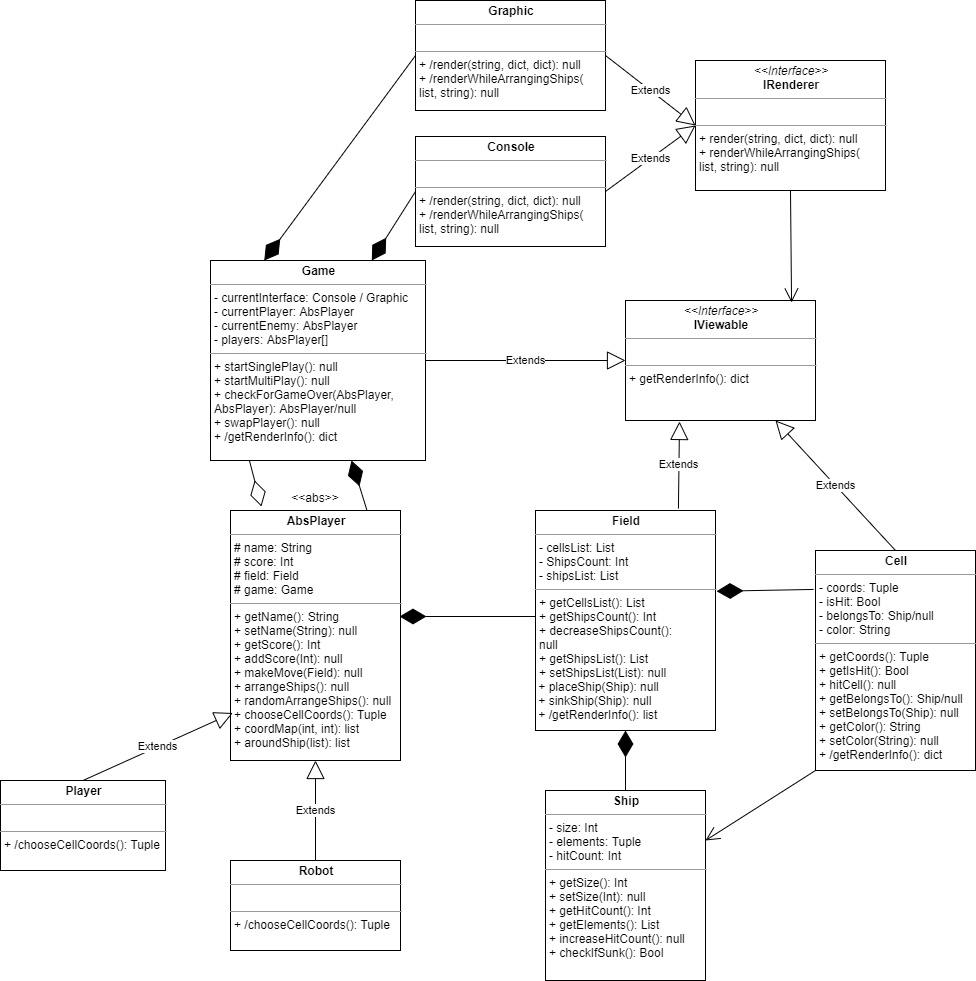 Graphic
+ /render(string, dict, dict): null
+ /renderWhileArrangingShips(
list, string): null
Extends
<<Interface>>
IRenderer
+ render(string, dict, dict): null
+ renderWhileArrangingShips(
list, string): null
Console
+ /render(string, dict, dict): null
+ /renderWhileArrangingShips(
list, string): null
Extends
Game
- currentInterface: Console / Graphic
- currentPlayer: AbsPlayer
- currentEnemy: AbsPlayer
- players: AbsPlayer[]
+ startSinglePlay(): null
+ startMultiPlay(): null
+ checkForGameOver(AbsPlayer,
AbsPlayer): AbsPlayer/null
+ swapPlayer(): null
+ /getRenderInfo(): dict
Extends
<<Interface>>
IViewable
+ getRenderInfo(): dict
Extends
Extends
<<abs>>
AbsPlayer
# name: String
# score: Int
# field: Field
# game: Game
+ getName(): String
+ setName(String): null
+ getScore(): Int
+ addScore(Int): null
+ makeMove(Field): null
+ arrangeShips(): null
+ randomArrangeShips(): null
+ chooseCellCoords(): Tuple
+ coordMap(int, int): list
+ aroundShip(list): list
Field
- cellsList: List
- ShipsCount: Int
- shipsList: List
+ getCellsList(): List
+ getShipsCount(): Int
+ decreaseShipsCount():
null
+ getShipsList(): List
+ setShipsList(List): null
+ placeShip(Ship): null
+ sinkShip(Ship): null
+ /getRenderInfo(): list
Cell
- coords: Tuple
- isHit: Bool
- belongsTo: Ship/null
- color: String
+ getCoords(): Tuple
+ getIsHit(): Bool
+ hitCell(): null
+ getBelongsTo(): Ship/null
+ setBelongsTo(Ship): null
+ getColor(): String
+ setColor(String): null
+ /getRenderInfo(): dict
Extends
Player
+ /chooseCellCoords(): Tuple
Extends
Robot
+ /chooseCellCoords(): Tuple
Ship
- size: Int
- elements: Tuple
- hitCount: Int
+ getSize(): Int
+ setSize(Int): null
+ getHitCount(): Int
+ getElements(): List
+ increaseHitCount(): null
+ checkIfSunk(): Bool